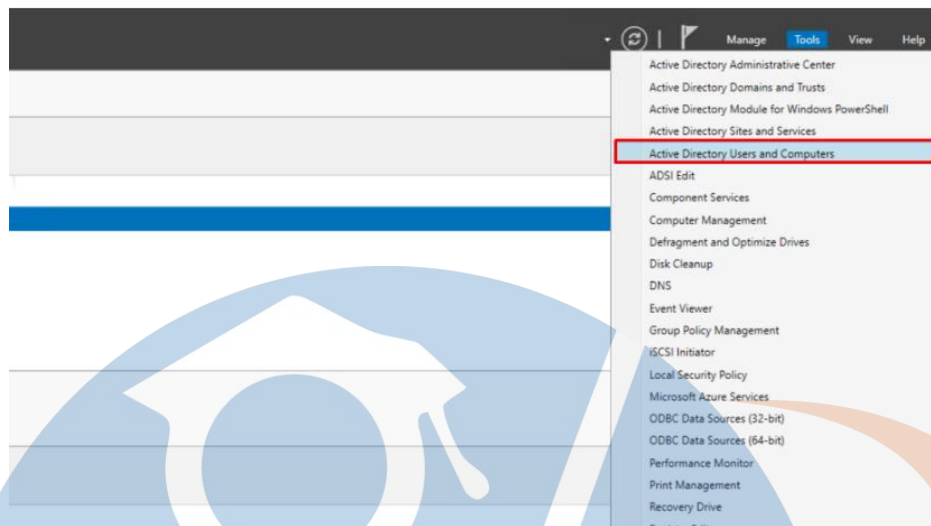 Manage Tools View Help
Active Directory Administrative Center
Active Directory Domains and Trusts
Active Directory Module for Windows PowerShell
Active Directory Sites and Services
Active Directory Users and Computers
ADSI Edit
Component Services
Computer Management
Defragment and Optimize Drives
Disk Cleanup
DNS
Event Viewer
Group Policy Management
iSCSI Initiator
Local Security Policy
Microsoft Azure Services
ODBC Data Sources (32-bit)
ODBC Data Sources (64-bit)
Performance Monitor
Print Management
Recovery Drive